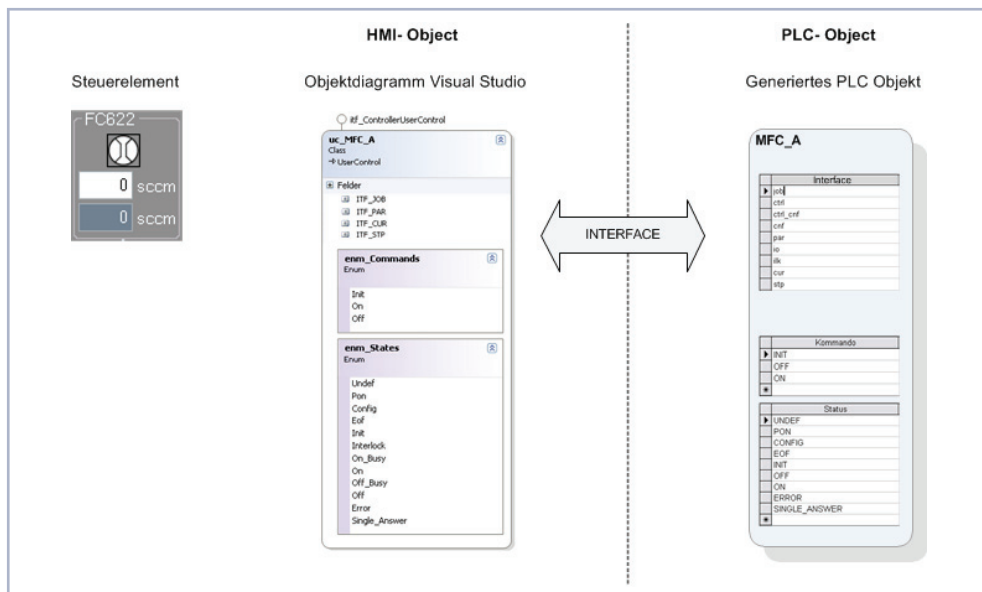 HMI- Object
PLC- Object
Steuerelement
Objektdiagramm Visual Studio
Generiertes PLC Objekt
FC622
0 sccm
0 sccm
itf_ControllerUserControl
uc_MFC_A
Class
UserControl
Felder
ITF_JOB
ITF_PAR
ITF_CUR
ITF_STP
enm_Commands
Enum
Init
On
Off
enm_States
Enum
Undef
Pon
Config
Eof
Init
Interlock
On_Busy
On
Off_Busy
Off
Error
Single_Answer
INTERFACE
MFC_A
Interface
job
ctrl
ctrl_cnf
cnf
par
io
ilk
cur
stp
Kommando
INIT
OFF
ON
Status
UNDEF
PON
CONFIG
EOF
INIT
OFF
ON
ERROR
SINGLE_ANSWER